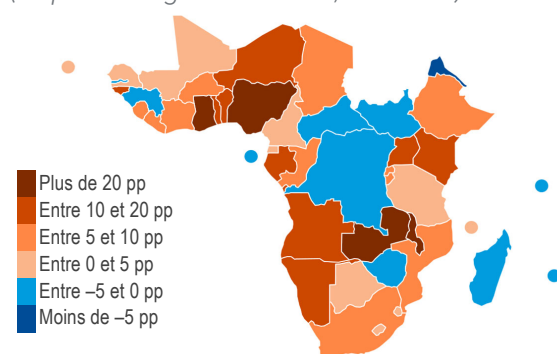 Plus de 20 pp
Entre 10 et 20 pp
Entre 5 et 10 pp
Entre 0 et 5 pp
Entre –5 et 0 pp
Moins de –5 pp